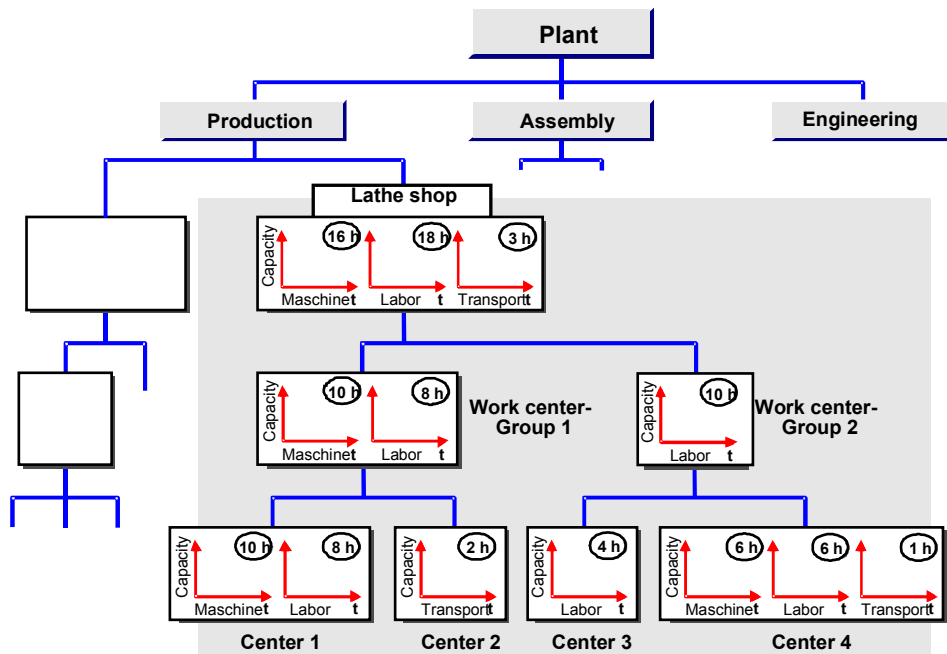 Plant
Production
Assembly
Engineering
Lathe shop
Capacity
16 h
18 h
3 h
Maschinet
Labor t
Transportt
Capacity
10 h
8 h
Maschinet
Labor t
Work center-
Group 1
Capacity
10 h
Labor t
Work center-
Group 2
Capacity
10 h
8 h
Maschinet
Labor t
Center 1
Capacity
2 h
Transportt
Center 2
Capacity
4 h
Labor t
Center 3
Capacity
6 h
6 h
1 h
Maschinet
Labor t
Transportt
Center 4